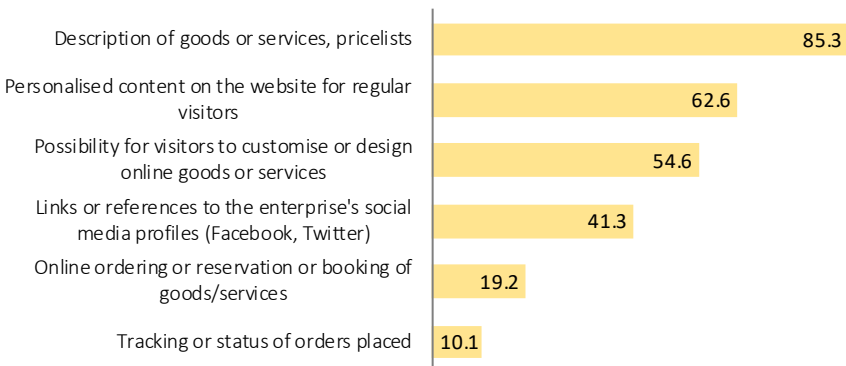 Description of goods or services, pricelists
85.3
Personalised content on the website for regular
visitors
62.6
Possibility for visitors to customise or design
online goods or services
54.6
Links or references to the enterprise's social
media profiles (Facebook, Twitter)
41.3
Online ordering or reservation or booking of
goods/services
19.2
Tracking or status of orders placed
10.1